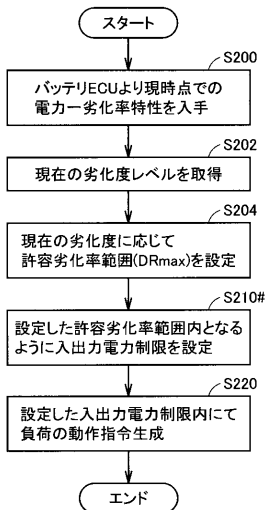 スタート
S200
バッテリECUより現時点での
電力ー劣化率特性を入手
S202
現在の劣化度レベルを取得
S204
現在の劣化度に応じて
許容劣化率範囲(DRmax)を設定
S210#
設定した許容劣化率範囲内となる
ように入出力電力制限を設定
S220
設定した入出力電力制限内にて
負荷の動作指令生成
エンド